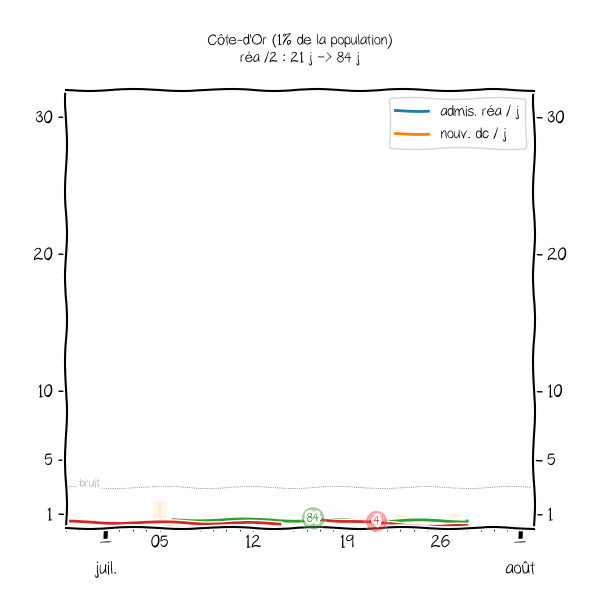 Côte-d'Or (1% de la population)
réa /2 : 21 j -> 84 j
admis. réa / j
nouv. dc / j
30
30
20
20
10
10
5
5
bruit
1
1
84
4
05
12
19
26
juil.
août